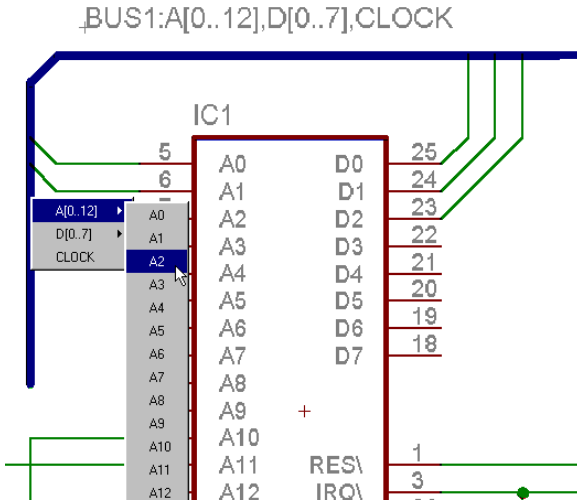 BUS1:A[0..12],D[0..7],CLOCK
IC1
5 A0 D0 25
6 A1 D1 24
A2 D2 23
A3 D3 22
A4 D4 21
A5 D5 20
A6 D6 19
A7 D7 18
A8
A9
A10
A11 RES\ 1
A12 IRQ\ 3
A[0..12]
D[0..7]
CLOCK
A0
A1
A2
A3
A4
A5
A6
A7
A8
A9
A10
A11
A12